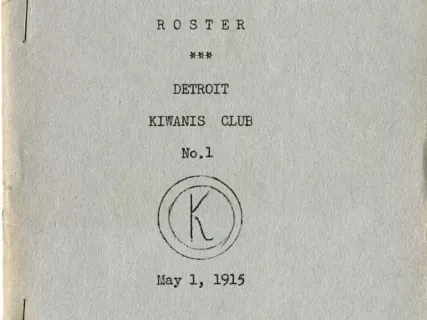 ROSTER
***
DETROIT
KIWANIS CLUB
No.1
K
May 1, 1915